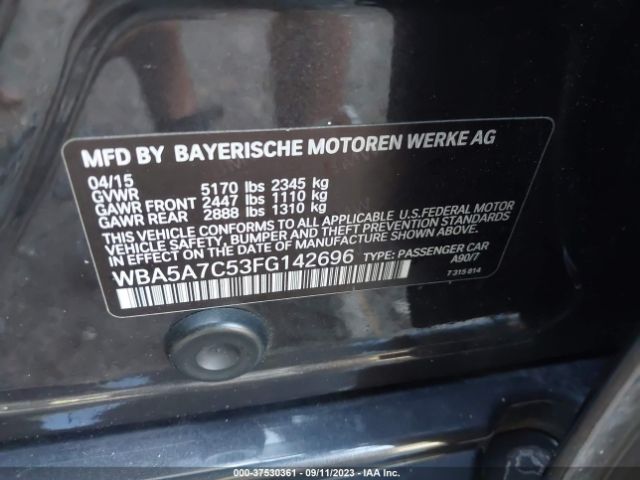 MFD BY BAYERISCHE MOTOREN WERKE AG
04/15
GVWR 5170 lbs 2345 kg
GAWR FRONT 2447 lbs 1110 kg
GAWR REAR 2888 lbs 1310 kg
THIS VEHICLE CONFORMS TO ALL APPLICABLE U.S.FEDERAL MOTOR
VEHICLE SAFETY, BUMPER AND THEFT PREVENTION STANDARDS
IN EFFECT ON THE DATE OF MANUFACTURE SHOWN ABOVE.
WBA5A7C53FG142696 TYPE: PASSENGER CAR
A90/7
7 315 814
000-37530361 - 09/11/2023 - IAA Inc.